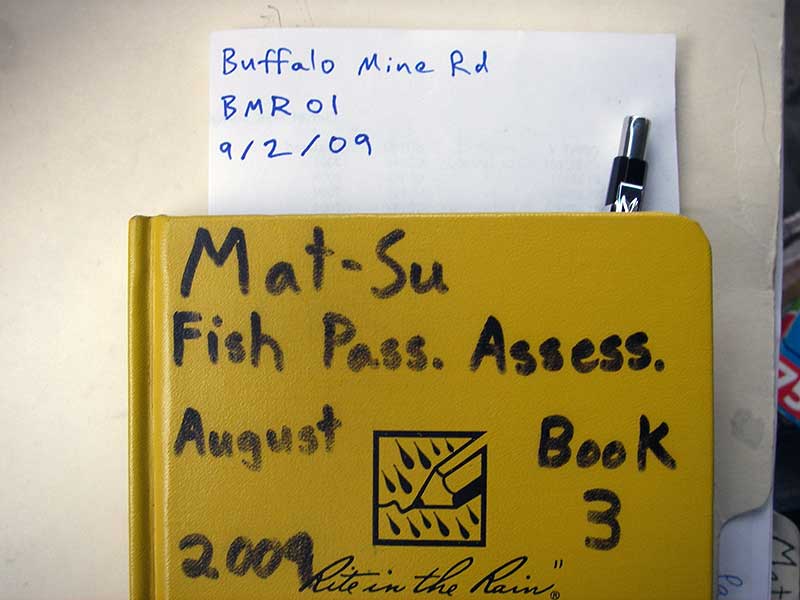 Buffalo Mine Rd
BMR 01
9/2/09
Mat-Su
Fish Pass. Assess.
August Book
2009 3
Rite in the Rain"®
Mat